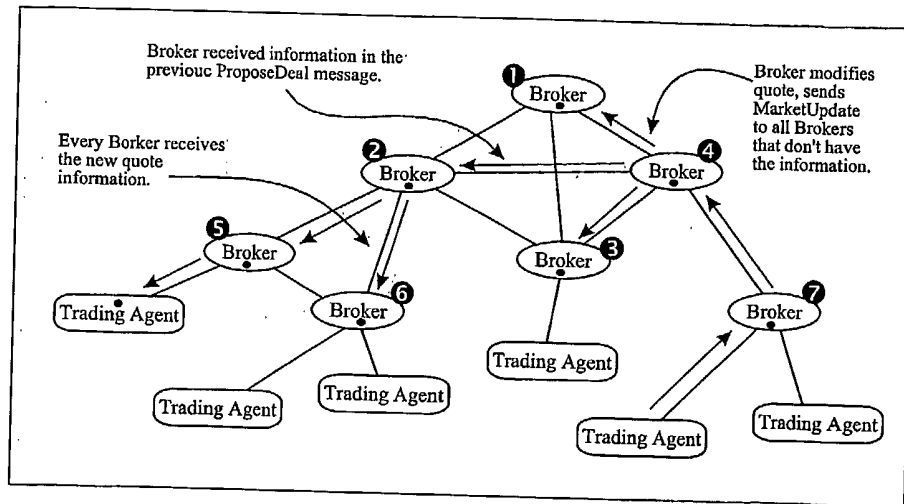 Broker received information in the
previouc ProposeDeal message.
Broker modifies
quote, sends
MarketUpdate
to all Brokers
that don't have
the information.
Every Borker receives
the new quote
information.
1
Broker
2
Broker
4
Broker
5
Broker
3
Broker
6
Broker
7
Broker
Trading Agent
Trading Agent
Trading Agent
Trading Agent
Trading Agent
Trading Agent